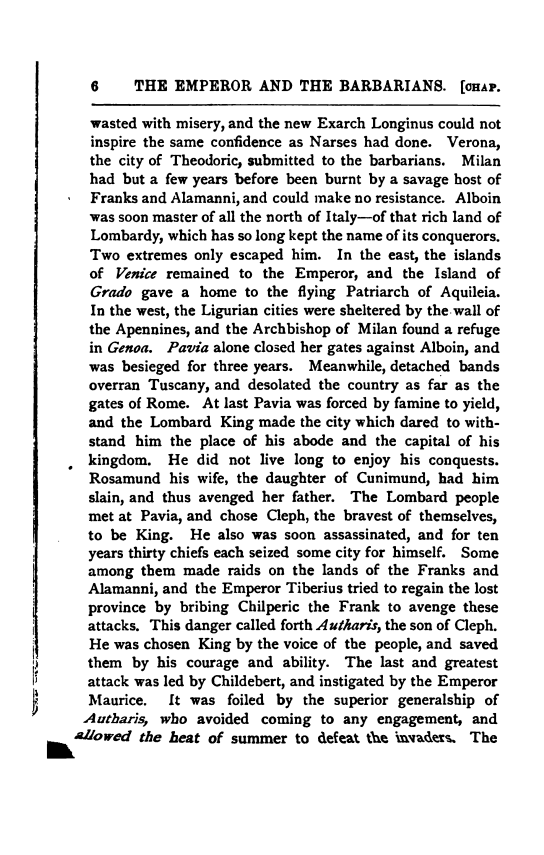 6 THE EMPEROR AND THE BARBARIANS. [CHAP.
wasted with misery, and the new Exarch Longinus could not
inspire the same confidence as Narses had done. Verona,
the city of Theodoric, submitted to the barbarians. Milan
had but a few years before been burnt by a savage host of
Franks and Alamanni, and could make no resistance. Alboin
was soon master of all the north of Italy—of that rich land of
Lombardy, which has so long kept the name of its conquerors.
Two extremes only escaped him. In the east, the islands
of Venice remained to the Emperor, and the Island of
Grado gave a home to the flying Patriarch of Aquileia.
In the west, the Ligurian cities were sheltered by the wall of
the Apennines, and the Archbishop of Milan found a refuge
in Genoa. Pavia alone closed her gates against Alboin, and
was besieged for three years. Meanwhile, detached bands
overran Tuscany, and desolated the country as far as the
gates of Rome. At last Pavia was forced by famine to yield,
and the Lombard King made the city which dared to with-
stand him the place of his abode and the capital of his
kingdom. He did not live long to enjoy his conquests.
Rosamund his wife, the daughter of Cunimund, had him
slain, and thus avenged her father. The Lombard people
met at Pavia, and chose Cleph, the bravest of themselves,
to be King. He also was soon assassinated, and for ten
years thirty chiefs each seized some city for himself. Some
among them made raids on the lands of the Franks and
Alamanni, and the Emperor Tiberius tried to regain the lost
province by bribing Chilperic the Frank to avenge these
attacks. This danger called forth Autharis, the son of Cleph.
He was chosen King by the voice of the people, and saved
them by his courage and ability. The last and greatest
attack was led by Childebert, and instigated by the Emperor
Maurice. It was foiled by the superior generalship of
Autharis, who avoided coming to any engagement, and
allowed the heat of summer to defeat the invaders. The